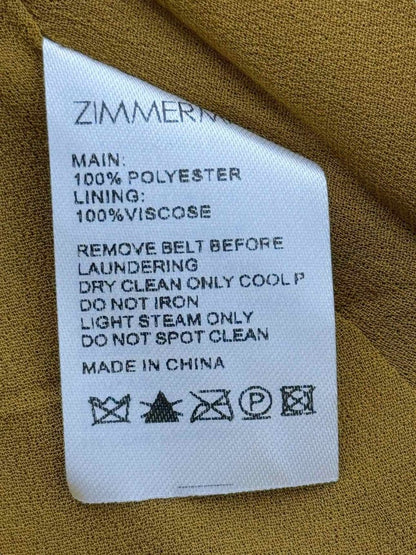 MAIN:
100% POLYESTER
LINING:
100%VISCOSE
REMOVE BELT BEFORE
LAUNDERING
DRY CLEAN ONLY COOL P
DO NOT IRON
LIGHT STEAM ONLY
DO NOT SPOT CLEAN
MADE IN CHINA
P